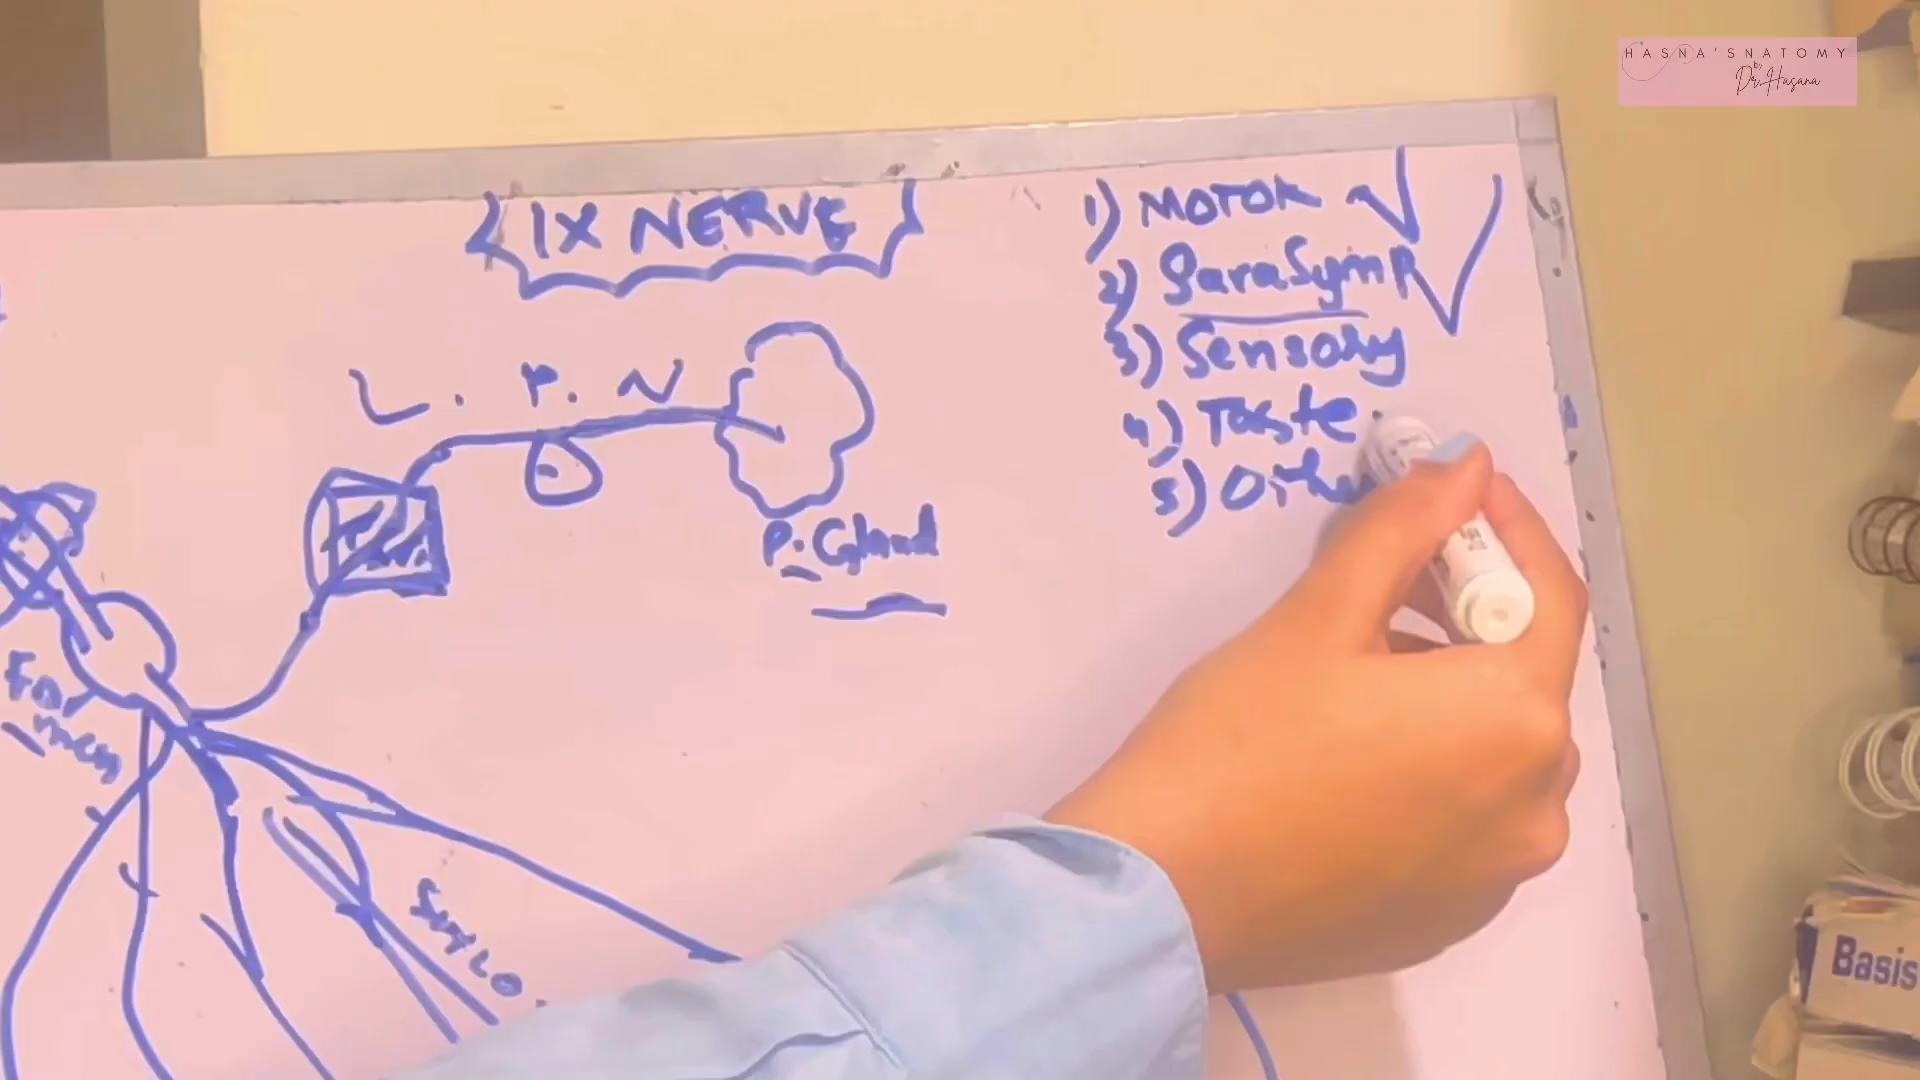 HASNA'SNATOMY
by
Dr.Hasana
IX NERVE
1) MOTOR
2) ParaSymp
3) Sensory
4) Taste
5) Othe
L. P. N
P. Gland
Stylo
Basis